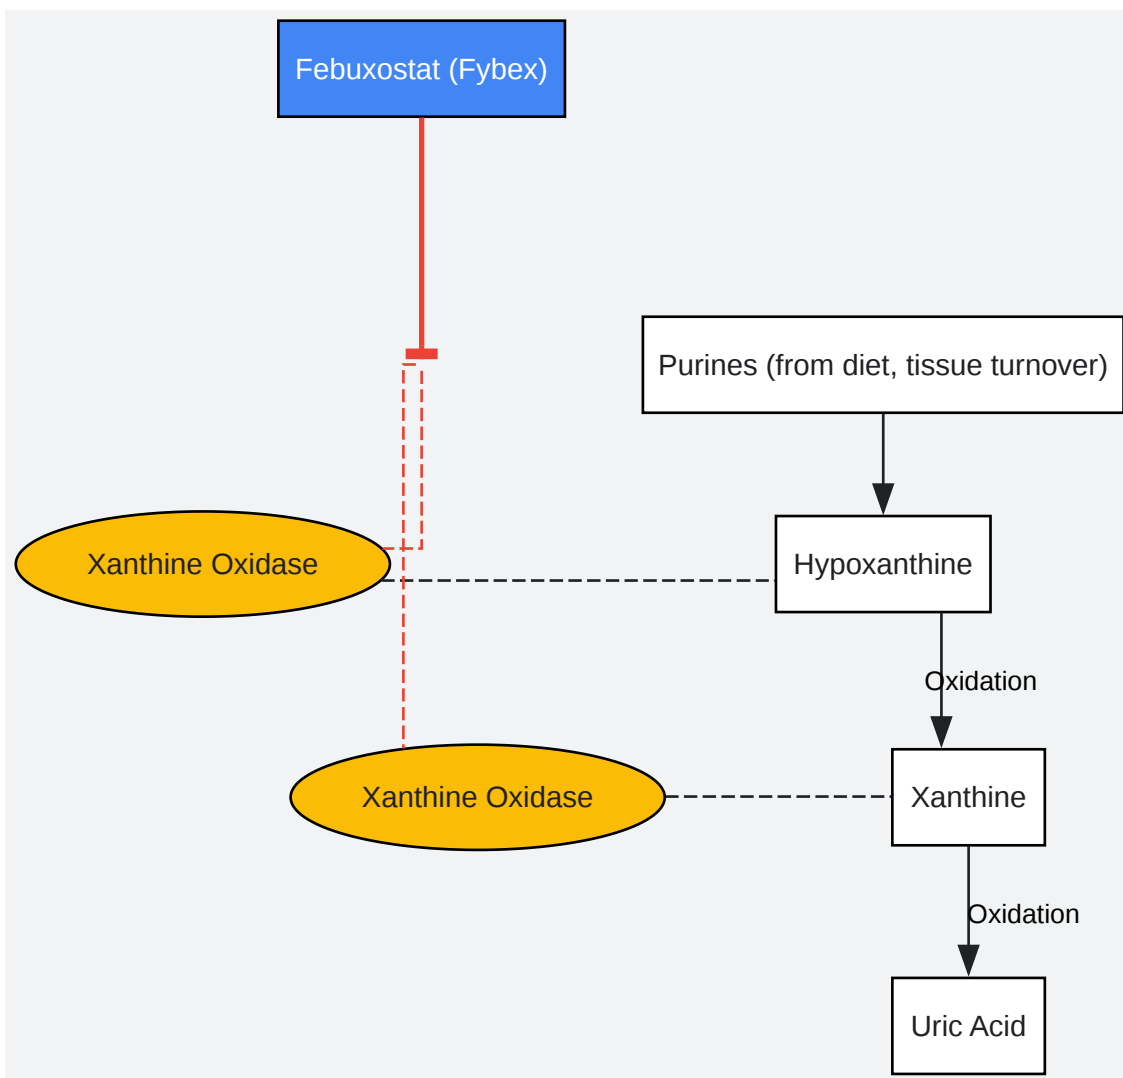 Febuxostat (Fybex)
Purines (from diet, tissue turnover)
Xanthine Oxidase
Hypoxanthine
Oxidation
Xanthine Oxidase
Xanthine
Oxidation
Uric Acid